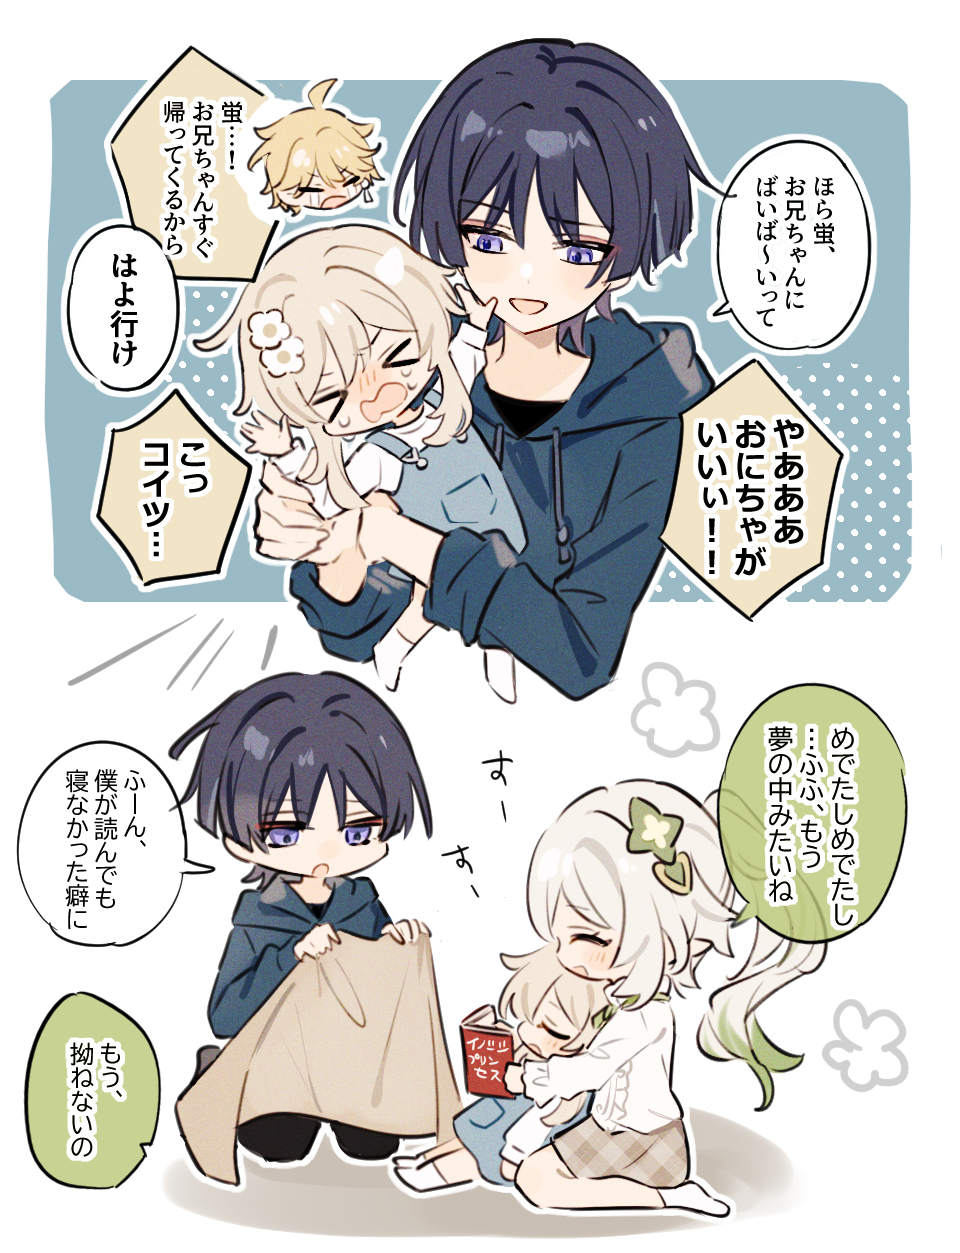 ほら蛍、
お兄ちゃんに
ばいば〜いって
蛍…！
お兄ちゃんすぐ
帰ってくるから
はよ行け
やあああ
おにちゃが
いいぃ！！
こっ
コイツ…
めでたしめでたし
…ふふ、もう
夢の中みたいね
すー
すー
ふーん、
僕が読んでも
寝なかった癖に
イノシシ
プリン
セス
もう、
拗ねないの